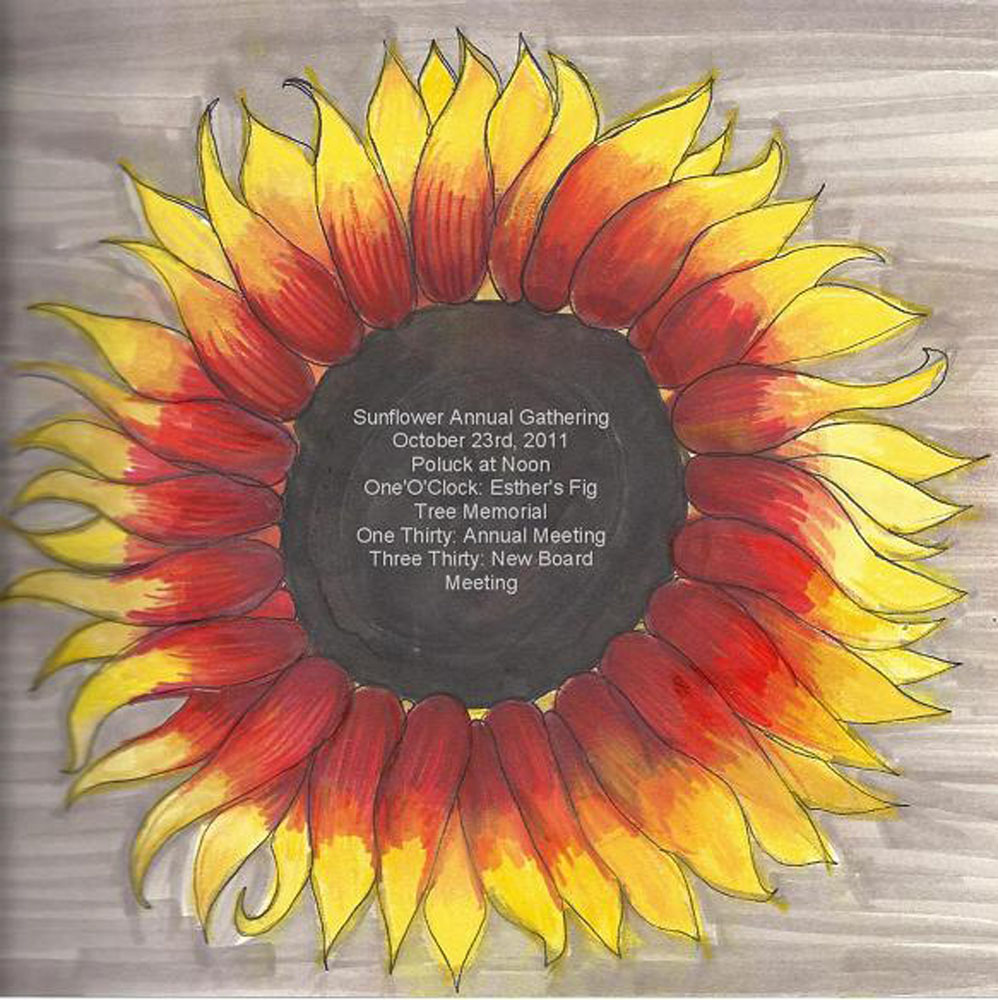 Sunflower Annual Gathering
October 23rd, 2011
Poluck at Noon
One'O'Clock: Esther's Fig
Tree Memorial
One Thirty: Annual Meeting
Three Thirty: New Board
Meeting